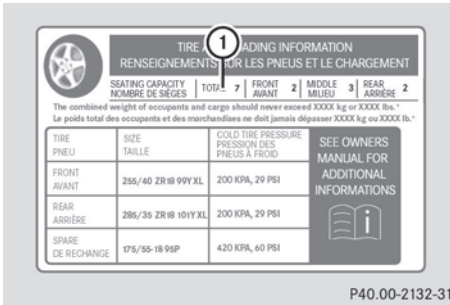 1
TIRE A ADING INFORMATION
RENSEIGNEMENTS SUR LES PNEUS ET LE CHARGEMENT
SEATING CAPACITY
NOMBRE DE SIÈGES
TOTAL 7
FRONT
AVANT
2
MIDDLE
MILIEU
3
REAR
ARRIÈRE
2
The combined weight of occupants and cargo should never exceed XXXX kg or XXXX lbs.*
Le poids total des occupants et des marchandises ne doit jamais dépasser XXXX kg ou XXXX lb.*
TIRE
PNEU
SIZE
TAILLE
COLD TIRE PRESSURE
PRESSION DES
PNEUS À FROID
SEE OWNERS
MANUAL FOR
ADDITIONAL
INFORMATIONS
i
FRONT
AVANT
255/40 ZR18 99Y XL
200 KPA, 29 PSI
REAR
ARRIÈRE
285/35 ZR18 101Y XL
200 KPA, 29 PSI
SPARE
DE RECHANGE
175/55-18 95P
420 KPA, 60 PSI
P40.00-2132-31